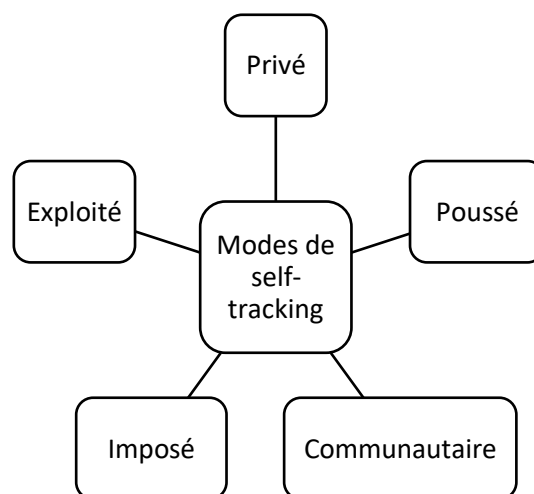 Privé
Exploité
Poussé
Modes de
self-
tracking
Imposé
Communautaire